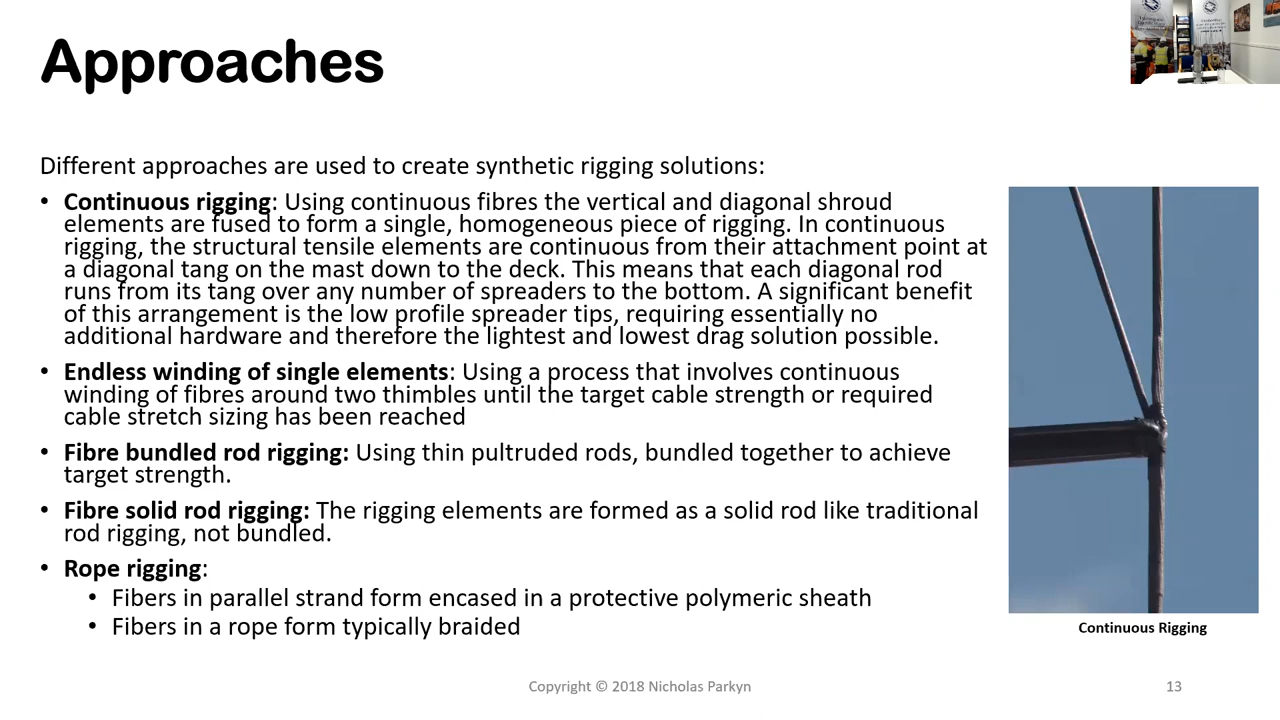 Approaches
Different approaches are used to create synthetic rigging solutions:
• Continuous rigging: Using continuous fibres the vertical and diagonal shroud
elements are fused to form a single, homogeneous piece of rigging. In continuous
rigging, the structural tensile elements are continuous from their attachment point at
a diagonal tang on the mast down to the deck. This means that each diagonal rod
runs from its tang over any number of spreaders to the bottom. A significant benefit
of this arrangement is the low profile spreader tips, requiring essentially no
additional hardware and therefore the lightest and lowest drag solution possible.
• Endless winding of single elements: Using a process that involves continuous
winding of fibres around two thimbles until the target cable strength or required
cable stretch sizing has been reached
• Fibre bundled rod rigging: Using thin pultruded rods, bundled together to achieve
target strength.
• Fibre solid rod rigging: The rigging elements are formed as a solid rod like traditional
rod rigging, not bundled.
• Rope rigging:
• Fibers in parallel strand form encased in a protective polymeric sheath
• Fibers in a rope form typically braided
Continuous Rigging
Copyright © 2018 Nicholas Parkyn
13